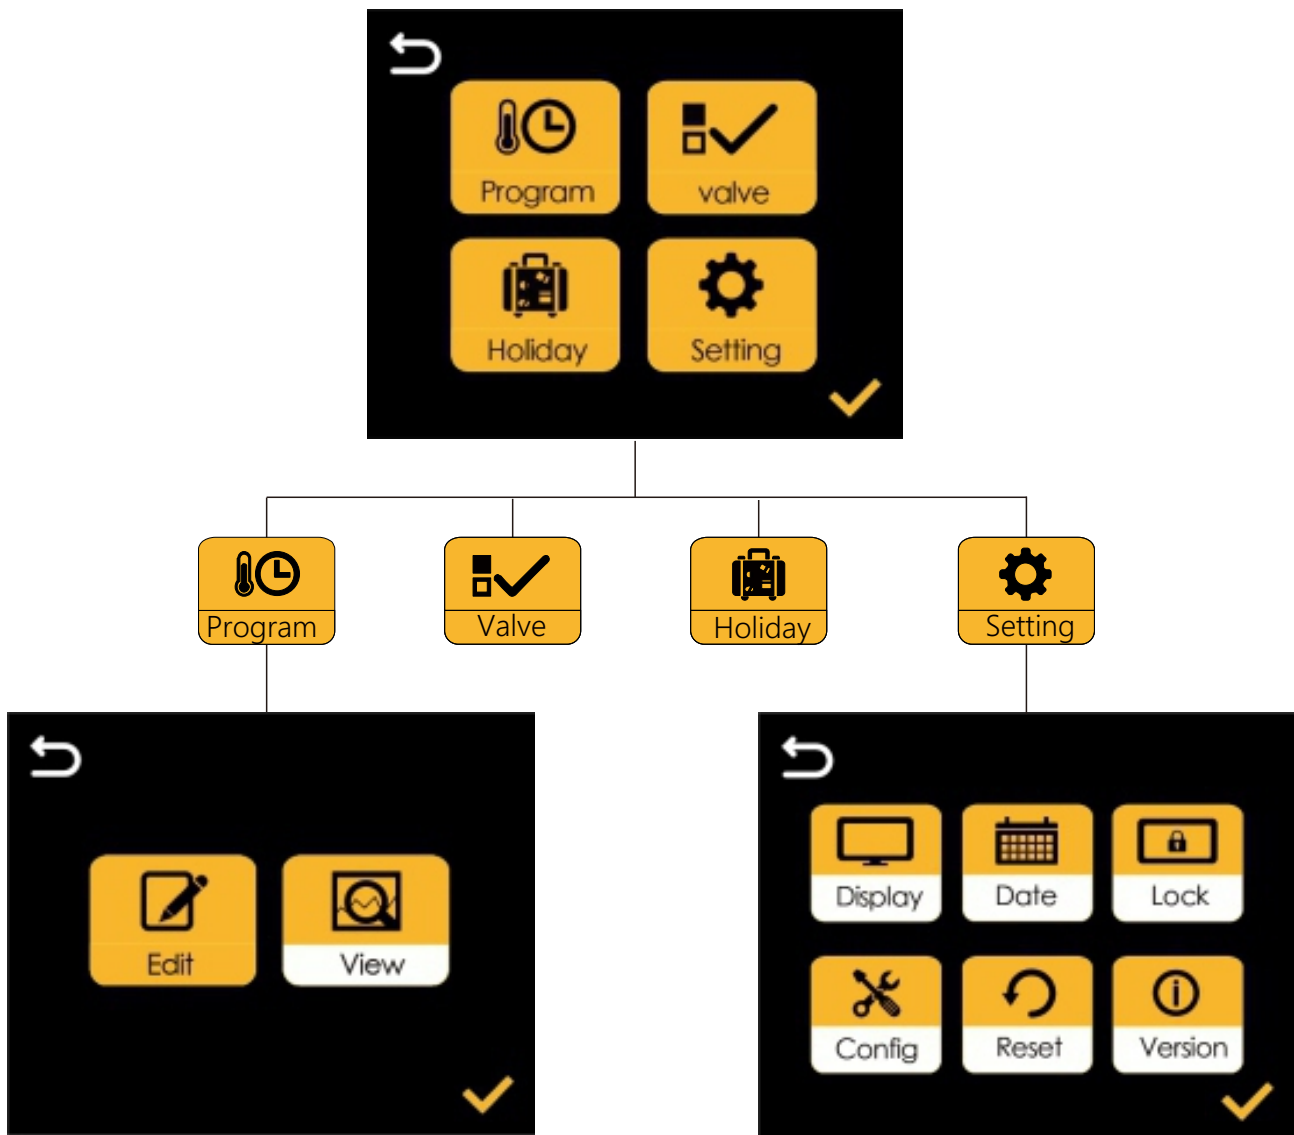 Program valve
Holiday Setting
Program Valve Holiday Setting
Edit View
Display Date Lock
Config Reset Version